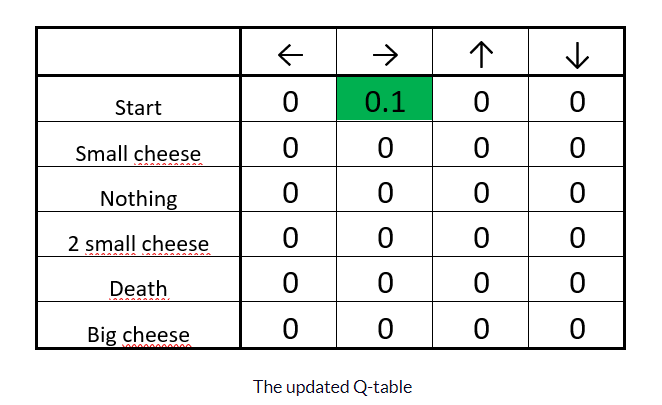 ← → ↑ ↓
Start 0 0.1 0 0
Small cheese 0 0 0 0
Nothing 0 0 0 0
2 small cheese 0 0 0 0
Death 0 0 0 0
Big cheese 0 0 0 0
The updated Q-table